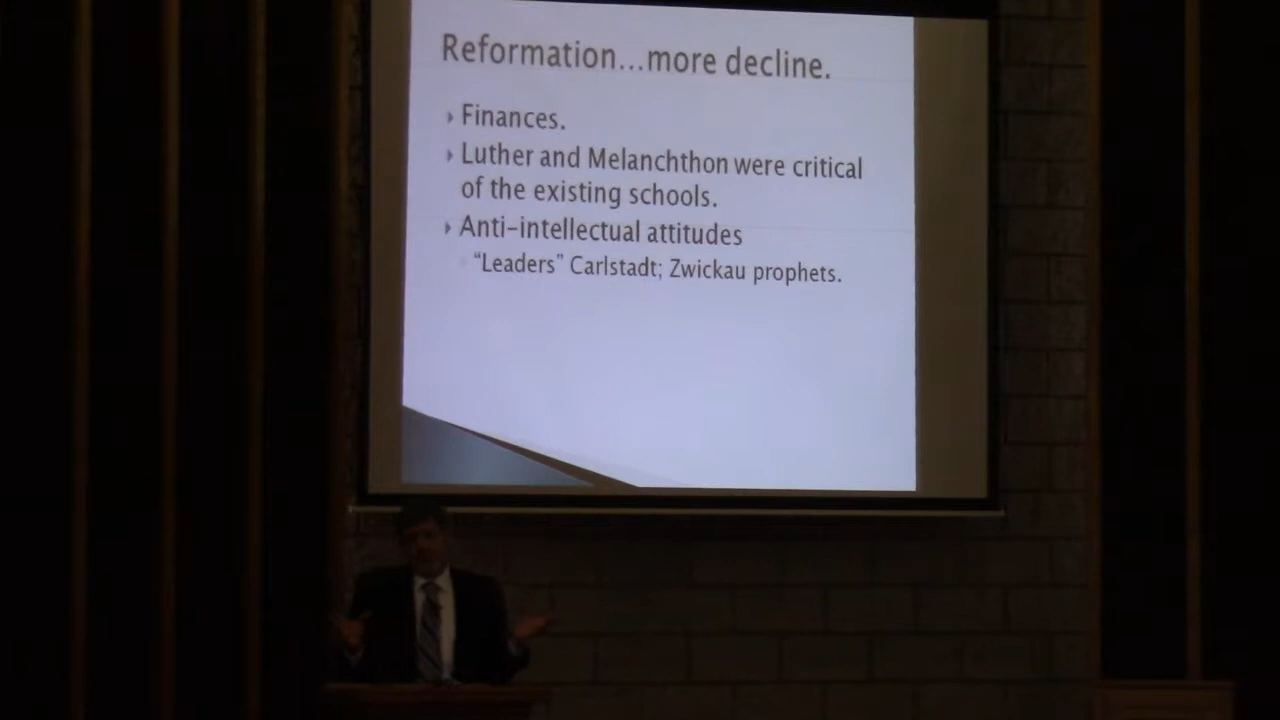 Reformation...more decline.
Finances.
Luther and Melanchthon were critical
of the existing schools.
Anti-intellectual attitudes
“Leaders” Carlstadt; Zwickau prophets.